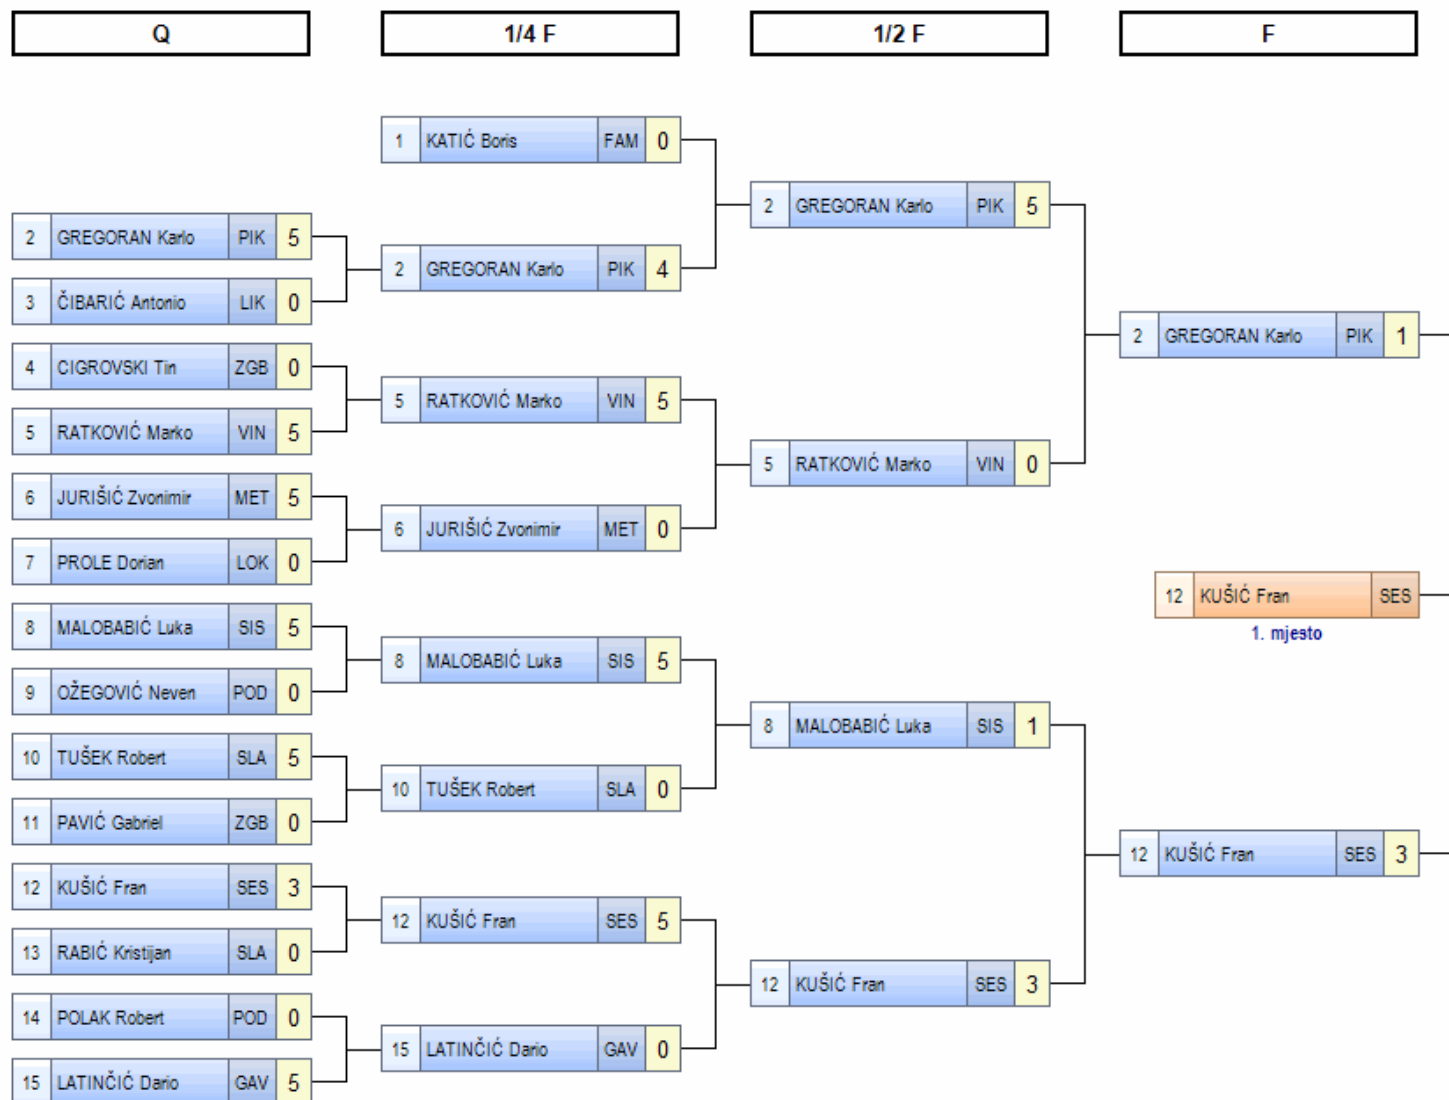 Q 1/4 F 1/2 F F
1 KATIĆ Boris FAM 0
2 GREGORAN Karlo PIK 5
2 GREGORAN Karlo PIK 5
3 ČIBARIĆ Antonio LIK 0
2 GREGORAN Karlo PIK 4
4 CIGROVSKI Tin ZGB 0
5 RATKOVIĆ Marko VIN 5
5 RATKOVIĆ Marko VIN 5
2 GREGORAN Karlo PIK 1
6 JURIŠIĆ Zvonimir MET 5
7 PROLE Dorian LOK 0
6 JURIŠIĆ Zvonimir MET 0
5 RATKOVIĆ Marko VIN 0
12 KUŠIĆ Fran SES
1. mjesto
8 MALOBABIĆ Luka SIS 5
9 OŽEGOVIĆ Neven POD 0
8 MALOBABIĆ Luka SIS 5
8 MALOBABIĆ Luka SIS 1
10 TUŠEK Robert SLA 5
11 PAVIĆ Gabriel ZGB 0
10 TUŠEK Robert SLA 0
12 KUŠIĆ Fran SES 3
12 KUŠIĆ Fran SES 3
13 RABIĆ Kristijan SLA 0
12 KUŠIĆ Fran SES 5
12 KUŠIĆ Fran SES 3
14 POLAK Robert POD 0
15 LATINČIĆ Dario GAV 5
15 LATINČIĆ Dario GAV 0